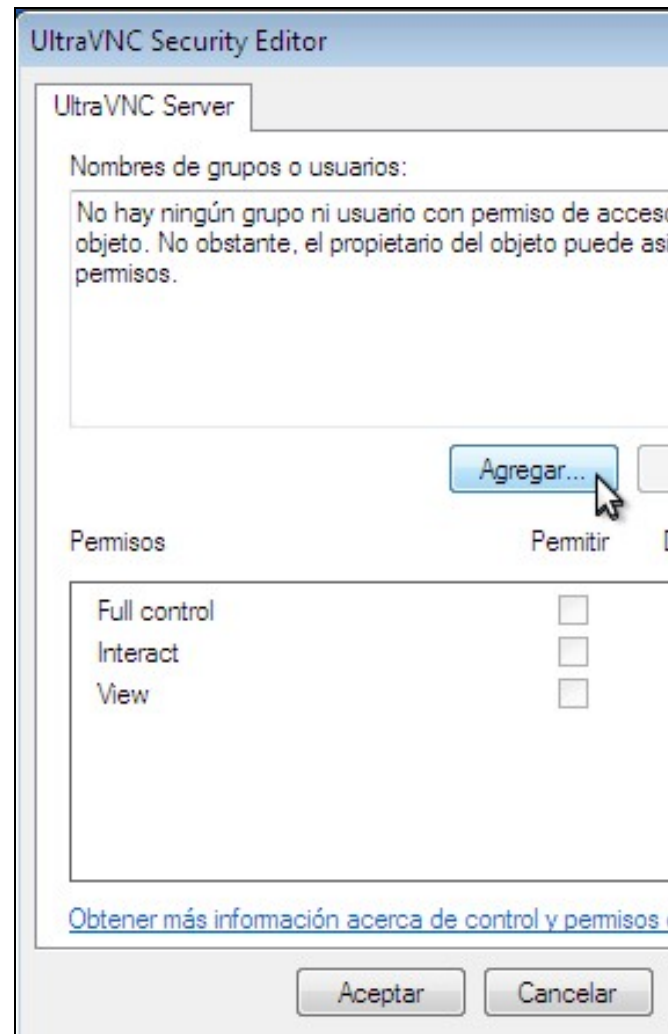 UltraVNC Security Editor
UltraVNC Server
Nombres de grupos o usuarios:
No hay ningún grupo ni usuario con permiso de acceso
objeto. No obstante, el propietario del objeto puede asi
permisos.
Agregar...
Permisos Permitir
Full control
Interact
View
Obtener más información acerca de control y permisos
Aceptar Cancelar